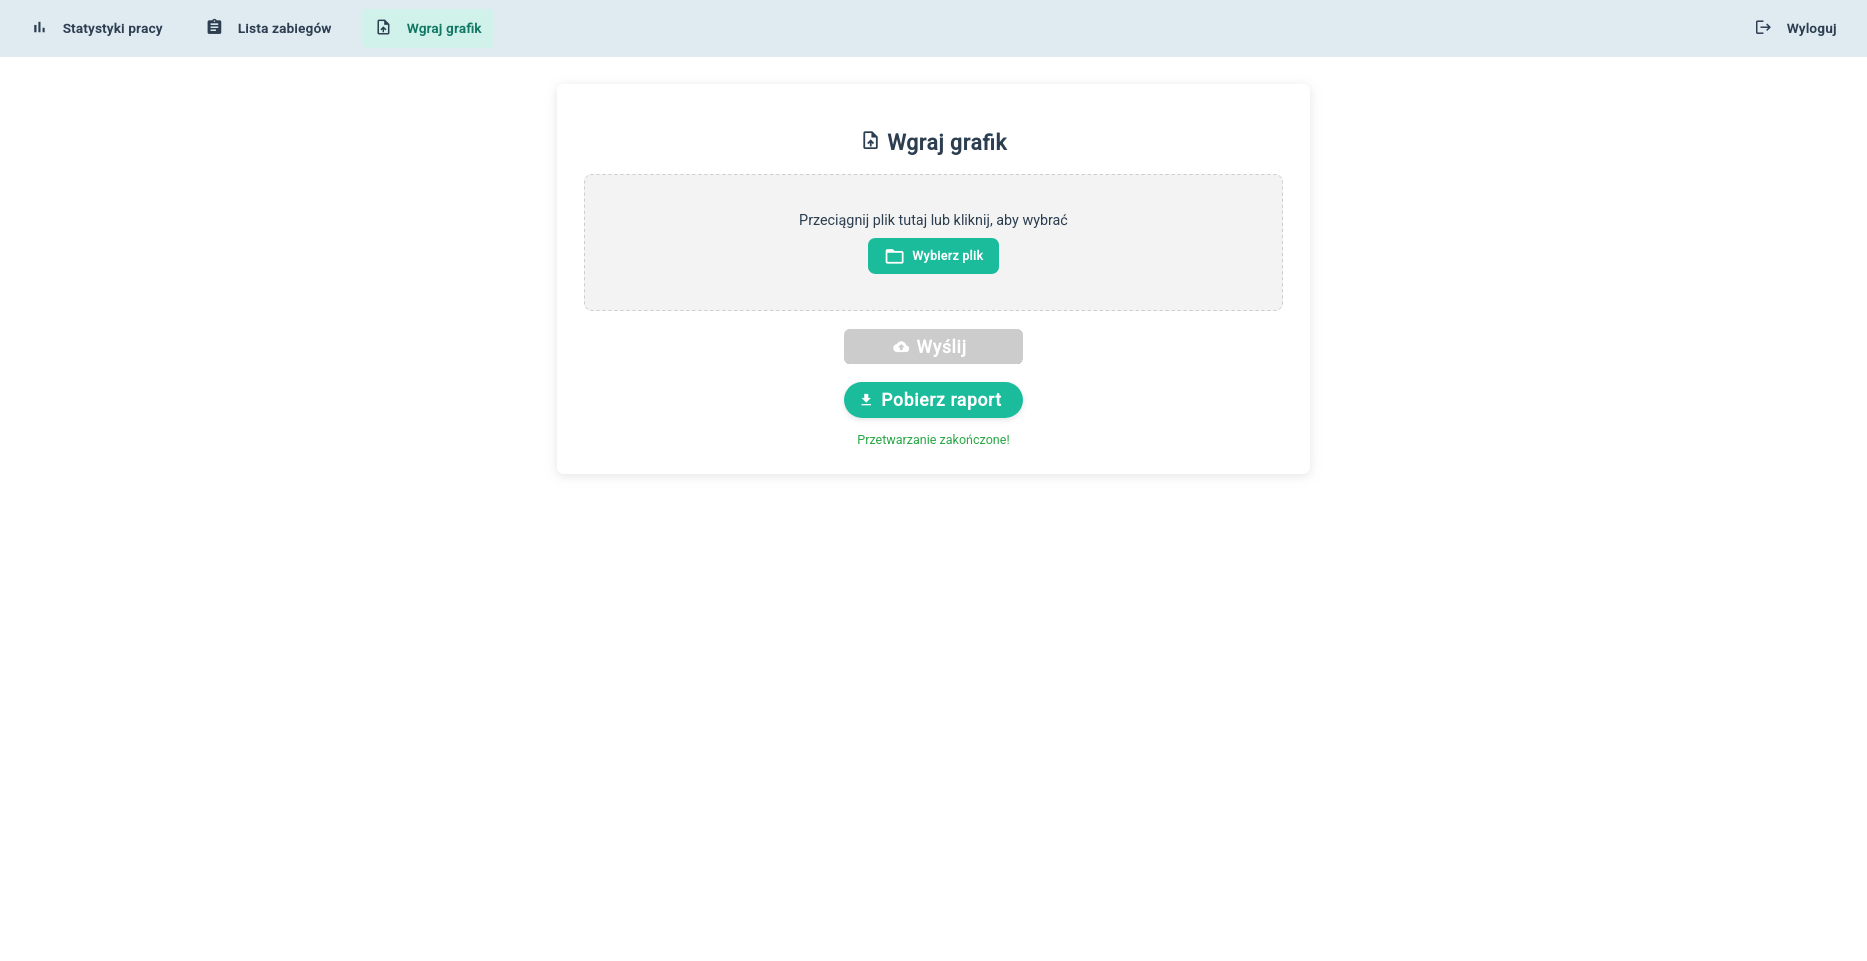 Statystyki pracy
Lista zabiegów
Wgraj grafik
Wyloguj
Wgraj grafik
Przeciągnij plik tutaj lub kliknij, aby wybrać
Wybierz plik
Wyślij
Pobierz raport
Przetwarzanie zakończone!